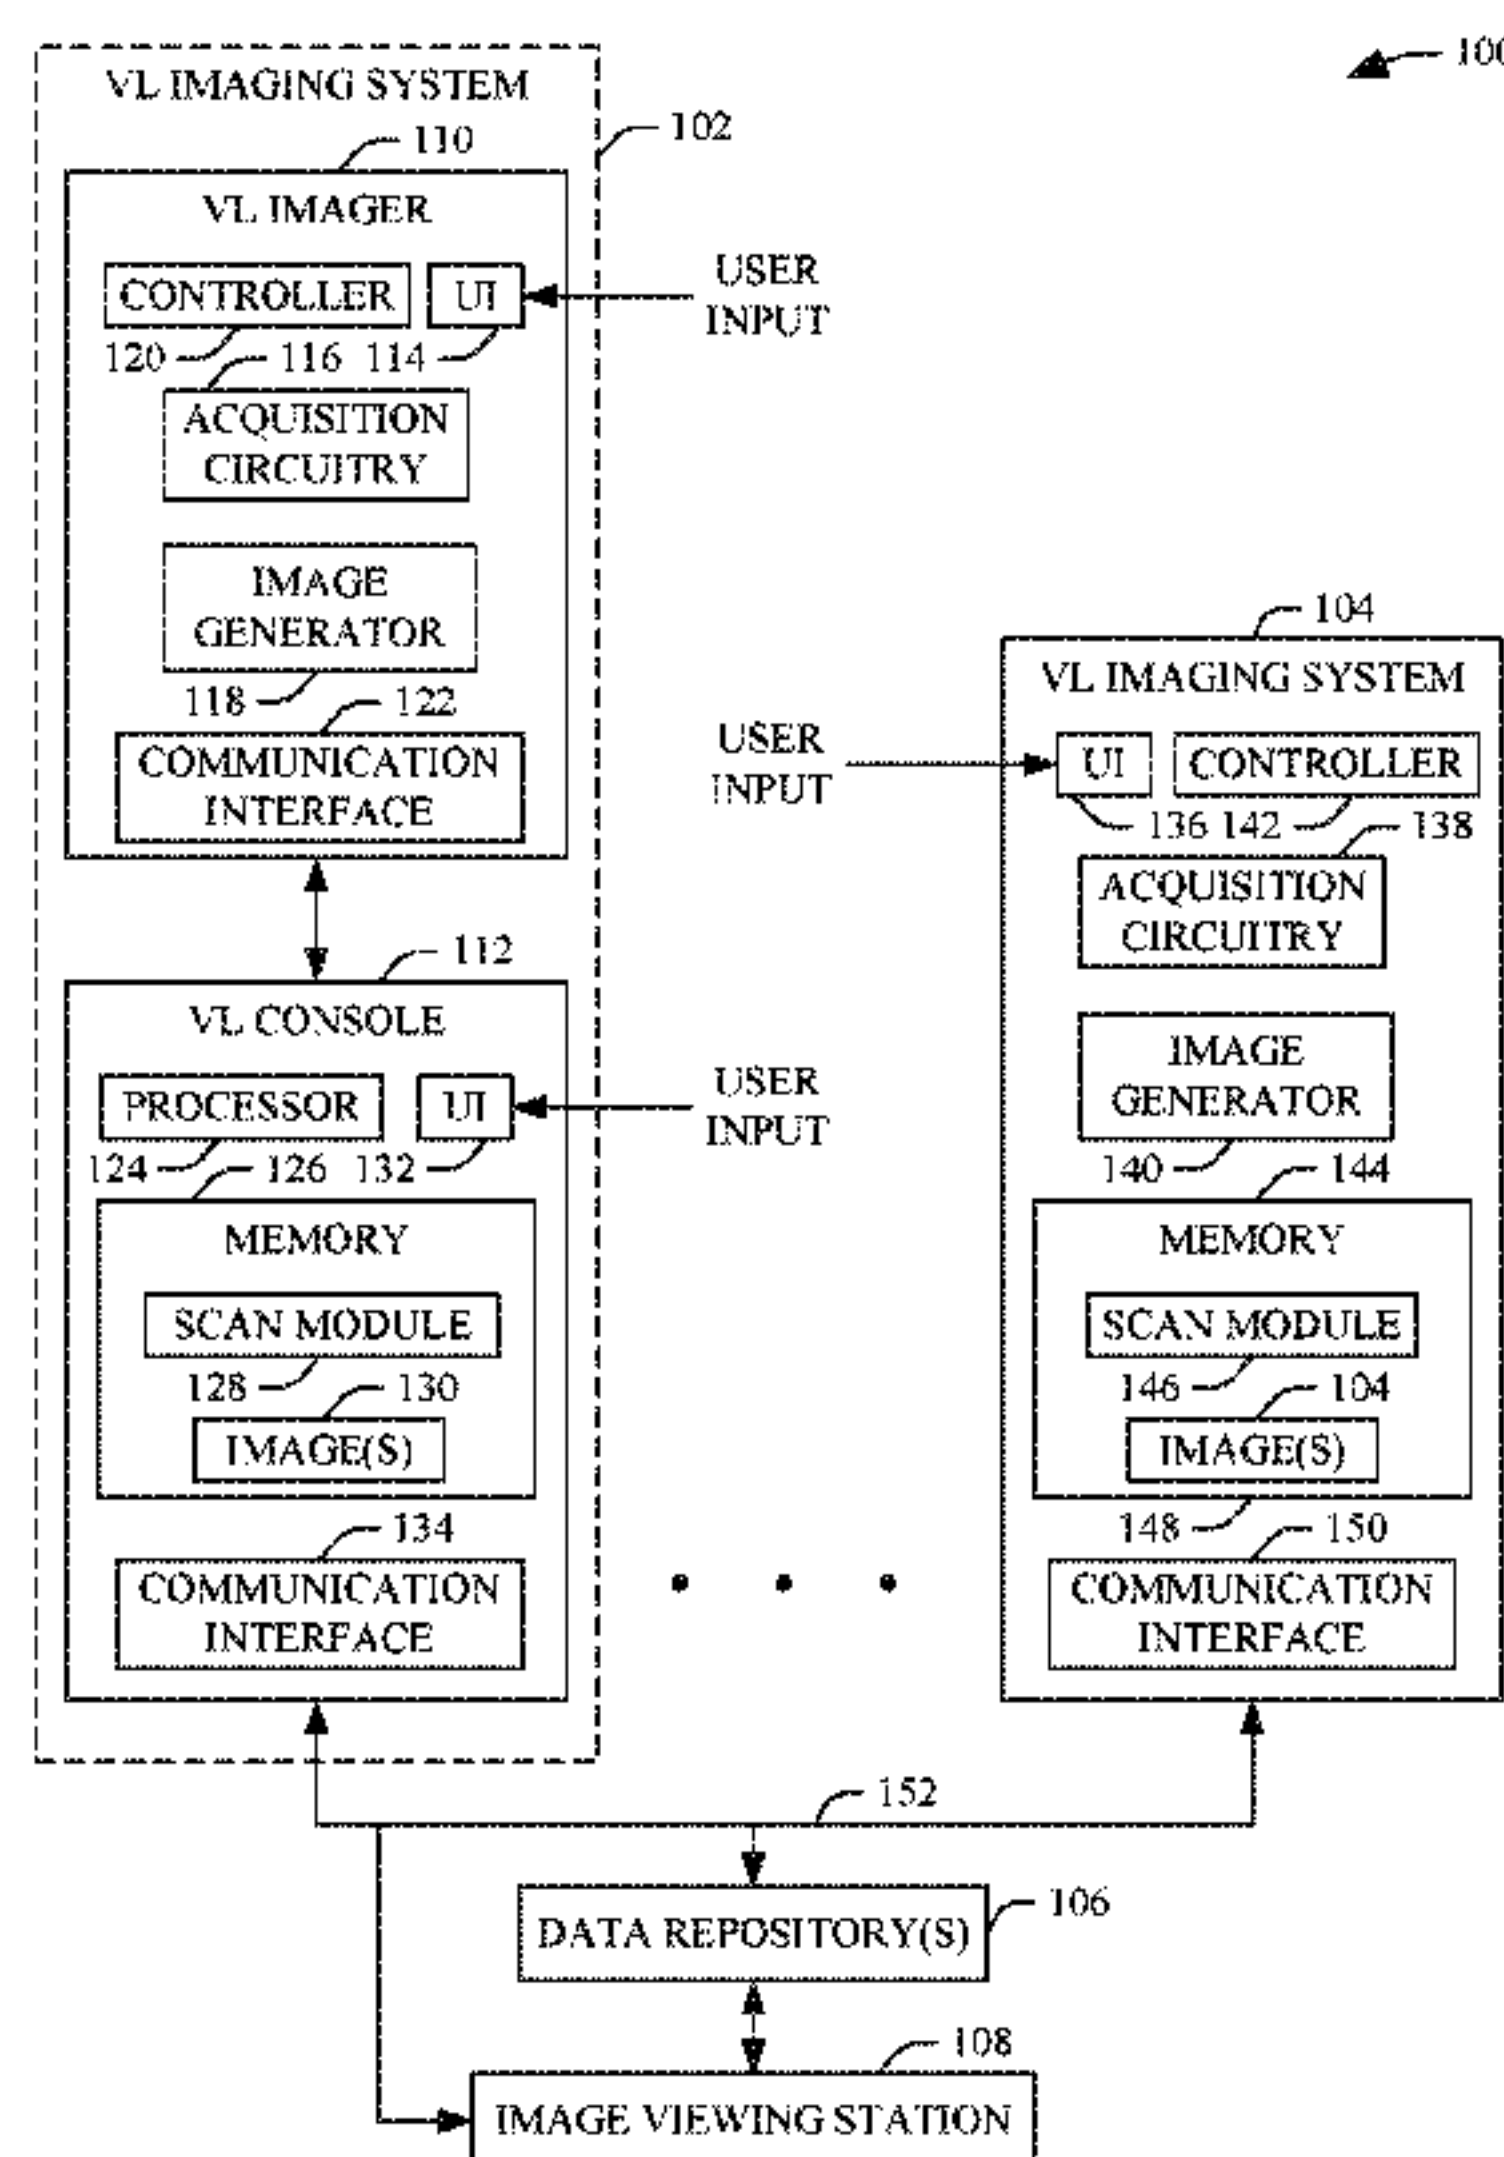 100
VL IMAGING SYSTEM
102
110
VL IMAGER
CONTROLLER
UI
USER
INPUT
120
116
114
ACQUISITION
CIRCUITRY
IMAGE
GENERATOR
118
122
COMMUNICATION
INTERFACE
112
VL CONSOLE
PROCESSOR
UI
USER
INPUT
124
126
132
MEMORY
SCAN MODULE
128
130
IMAGE(S)
134
COMMUNICATION
INTERFACE
104
VL IMAGING SYSTEM
USER
INPUT
UI
CONTROLLER
136
142
138
ACQUISITION
CIRCUITRY
IMAGE
GENERATOR
140
144
MEMORY
SCAN MODULE
146
104
IMAGE(S)
148
150
COMMUNICATION
INTERFACE
152
DATA REPOSITORY(S)
106
108
IMAGE VIEWING STATION